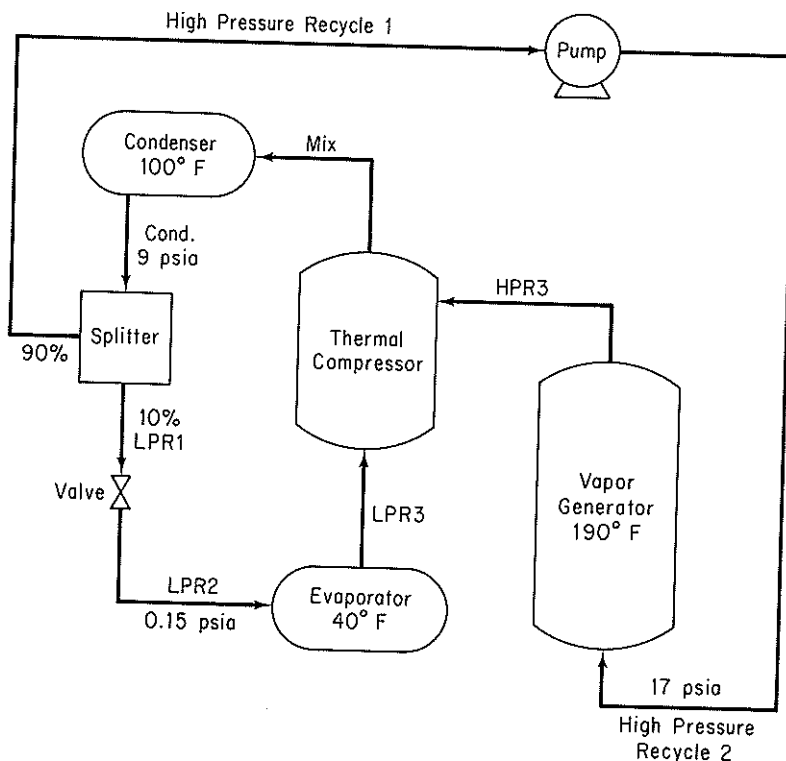 High Pressure Recycle 1
Pump
Condenser
100° F
Mix
Cond.
9 psia
HPR3
Splitter
Thermal
Compressor
90%
10%
LPR1
Valve
LPR3
Vapor
Generator
190° F
LPR2
0.15 psia
Evaporator
40° F
17 psia
High Pressure
Recycle 2